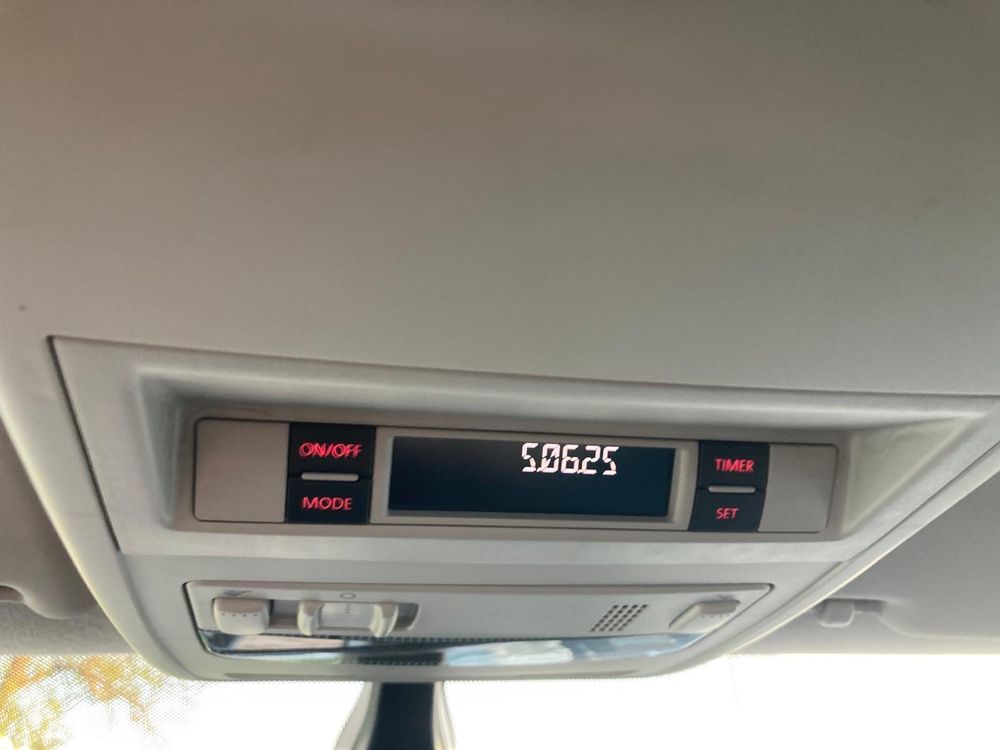 ON/OFF
5.06.25
TIMER
MODE
SET